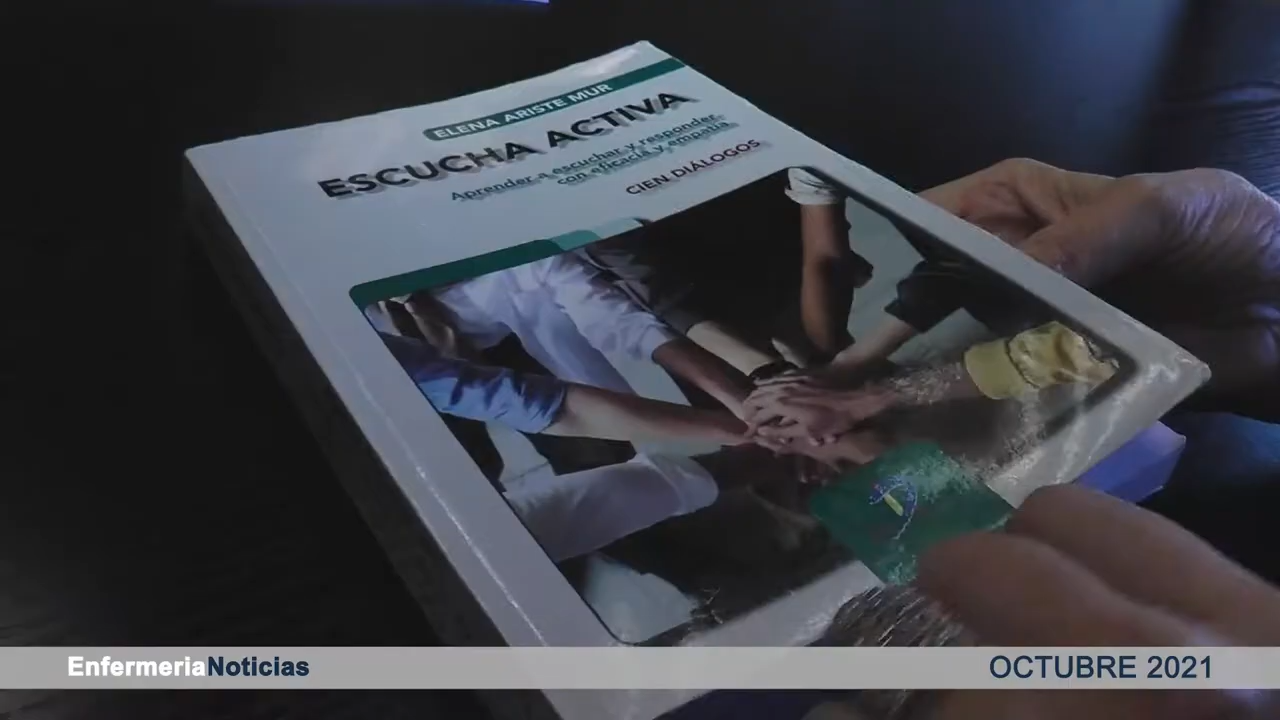 ELENA ARISTE MUR
ESCUCHA ACTIVA
Aprender a escuchar y responder
con eficacia y empatía
CIEN DIÁLOGOS
EnfermeriaNoticias
OCTUBRE 2021